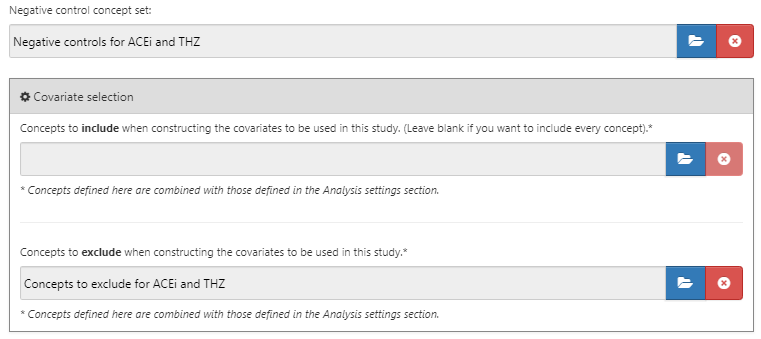 Negative control concept set:
Negative controls for ACEi and THZ
Covariate selection
Concepts to include when constructing the covariates to be used in this study. (Leave blank if you want to include every concept).*
* Concepts defined here are combined with those defined in the Analysis settings section.
Concepts to exclude when constructing the covariates to be used in this study.*
Concepts to exclude for ACEi and THZ
* Concepts defined here are combined with those defined in the Analysis settings section.